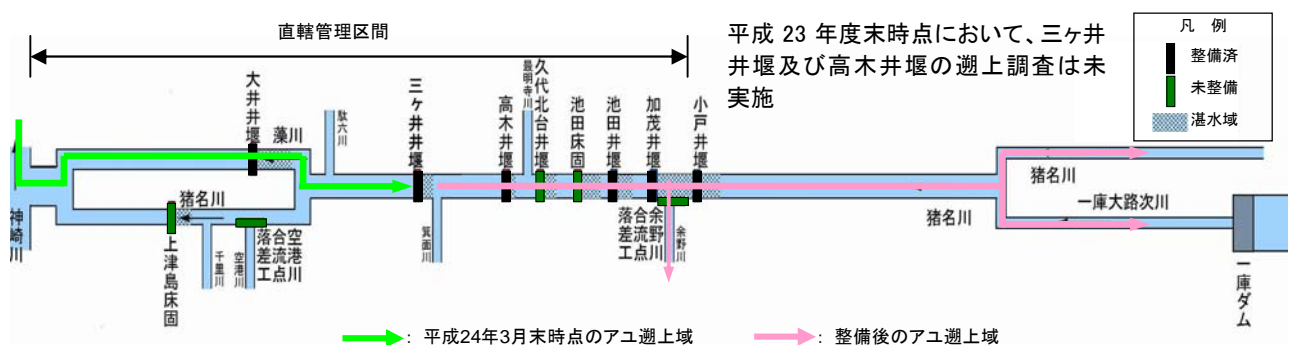 直轄管理区間
平成 23 年度末時点において、三ヶ井
井堰及び高木井堰の遡上調査は未
実施
凡 例
整備済
未整備
湛水域
大井井堰
藻川
駄六川
三ヶ井井堰
高木井堰
最明寺川
久代北台井堰
池田床固
池田井堰
加茂井堰
小戸井堰
神崎川
猪名川
上津島床固
千里川
空港川
空港川
合流点
落差工
箕面川
余野川
合流点
落差工
余野川
猪名川
猪名川
一庫大路次川
一庫ダム
：平成24年3月末時点のアユ遡上域
：整備後のアユ遡上域